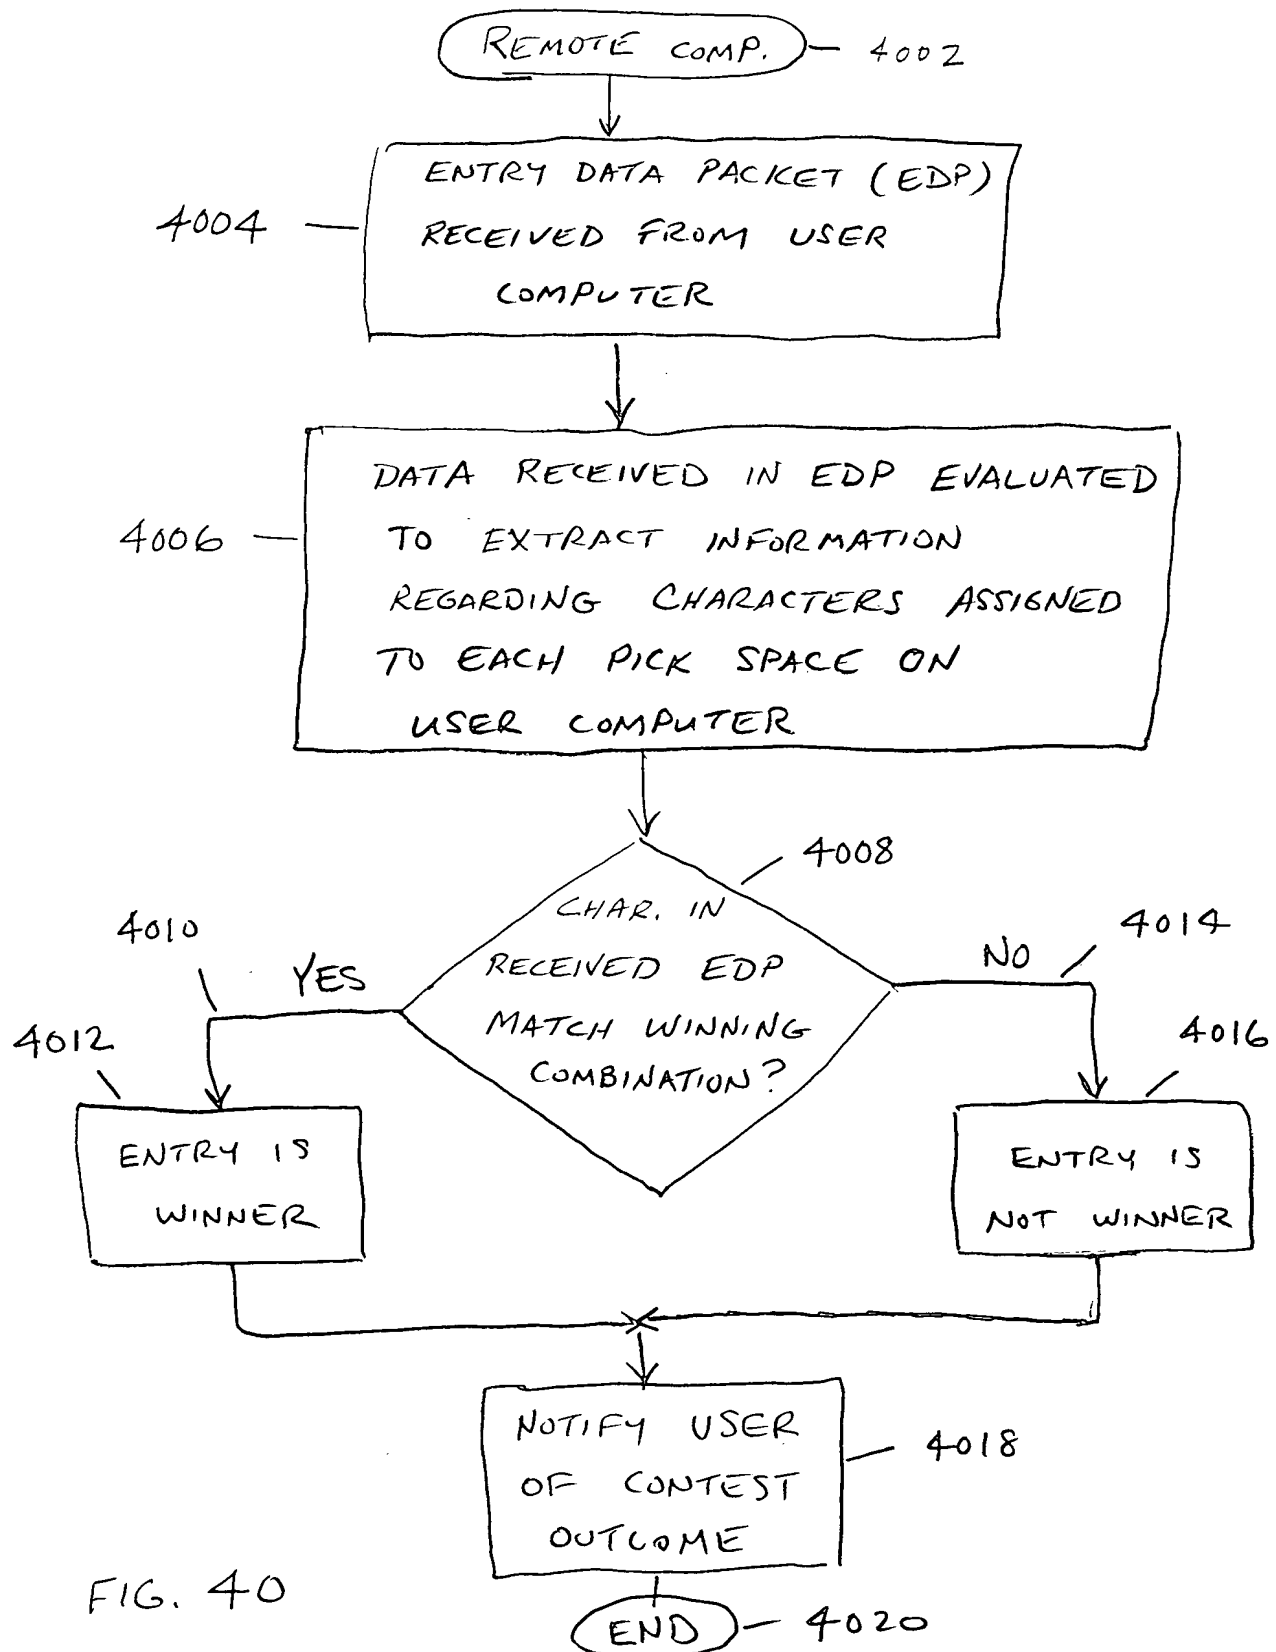 REMOTE COMP. 4002
ENTRY DATA PACKET (EDP)
4004
RECEIVED FROM USER
COMPUTER
DATA RECEIVED IN EDP EVALUATED
4006
TO EXTRACT INFORMATION
REGARDING CHARACTERS ASSIGNED
TO EACH PICK SPACE ON
USER COMPUTER
4008
CHAR. IN
RECEIVED EDP
MATCH WINNING
COMBINATION?
4010
YES
NO
4014
4012
4016
ENTRY IS
WINNER
ENTRY IS
NOT WINNER
NOTIFY USER
OF CONTEST
OUTCOME
4018
FIG. 40
END 4020